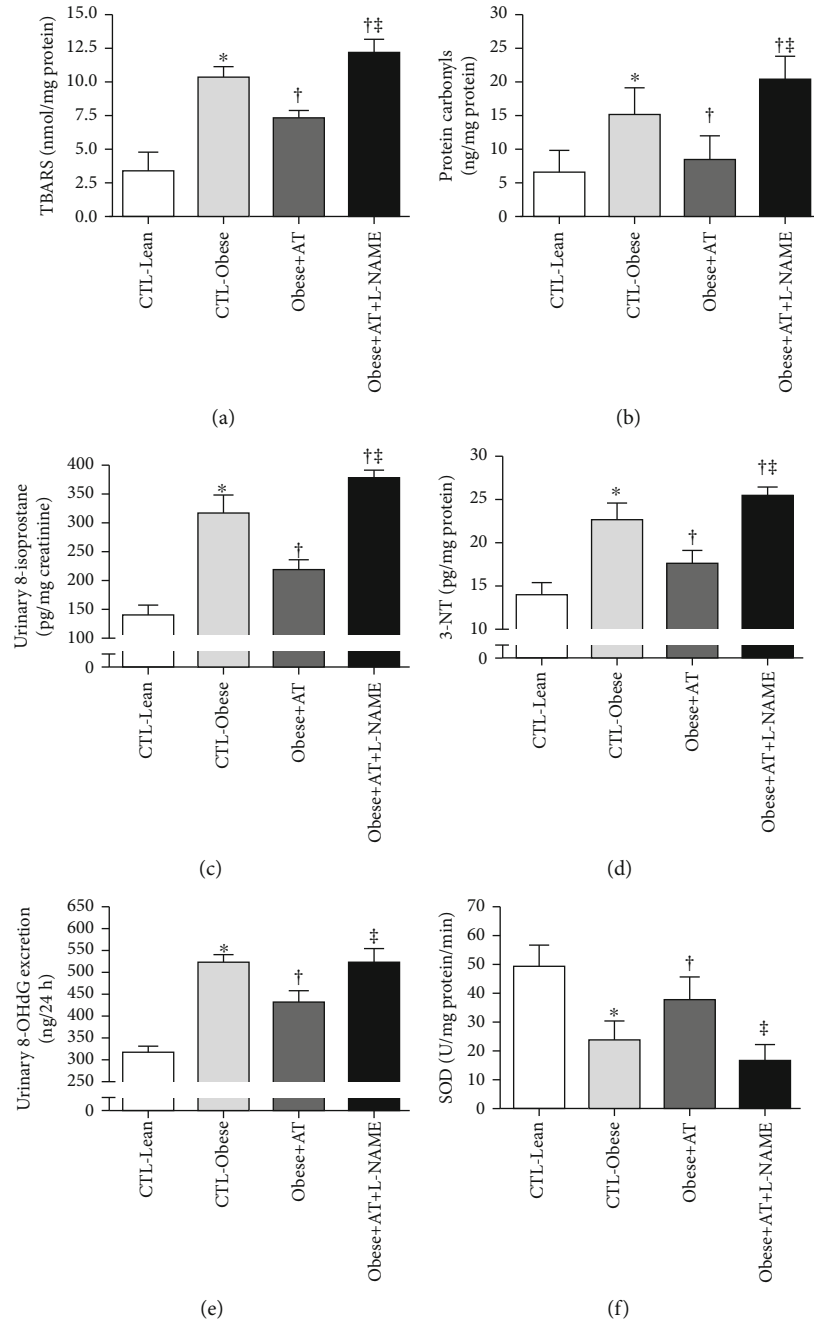 TBARS (nmol/mg protein)
15.0
12.5
10.0
7.5
5.0
2.5
0.0
*
†
†‡
CTL-Lean
CTL-Obese
Obese+AT
Obese+AT+L-NAME
(a)
Protein carbonyls
(ng/mg protein)
30
25
20
15
10
5
0
*
†
†‡
CTL-Lean
CTL-Obese
Obese+AT
Obese+AT+L-NAME
(b)
Urinary 8-isoprostane
(pg/mg creatinine)
400
350
300
250
200
150
100
0
*
†
†‡
CTL-Lean
CTL-Obese
Obese+AT
Obese+AT+L-NAME
(c)
3-NT (pg/mg protein)
30
25
20
15
10
0
*
†
†‡
CTL-Lean
CTL-Obese
Obese+AT
Obese+AT+L-NAME
(d)
Urinary 8-OHdG excretion
(ng/24 h)
650
600
550
500
450
400
350
300
250
0
*
†
‡
CTL-Lean
CTL-Obese
Obese+AT
Obese+AT+L-NAME
(e)
SOD (U/mg protein/min)
70
60
50
40
30
20
10
0
*
†
‡
CTL-Lean
CTL-Obese
Obese+AT
Obese+AT+L-NAME
(f)